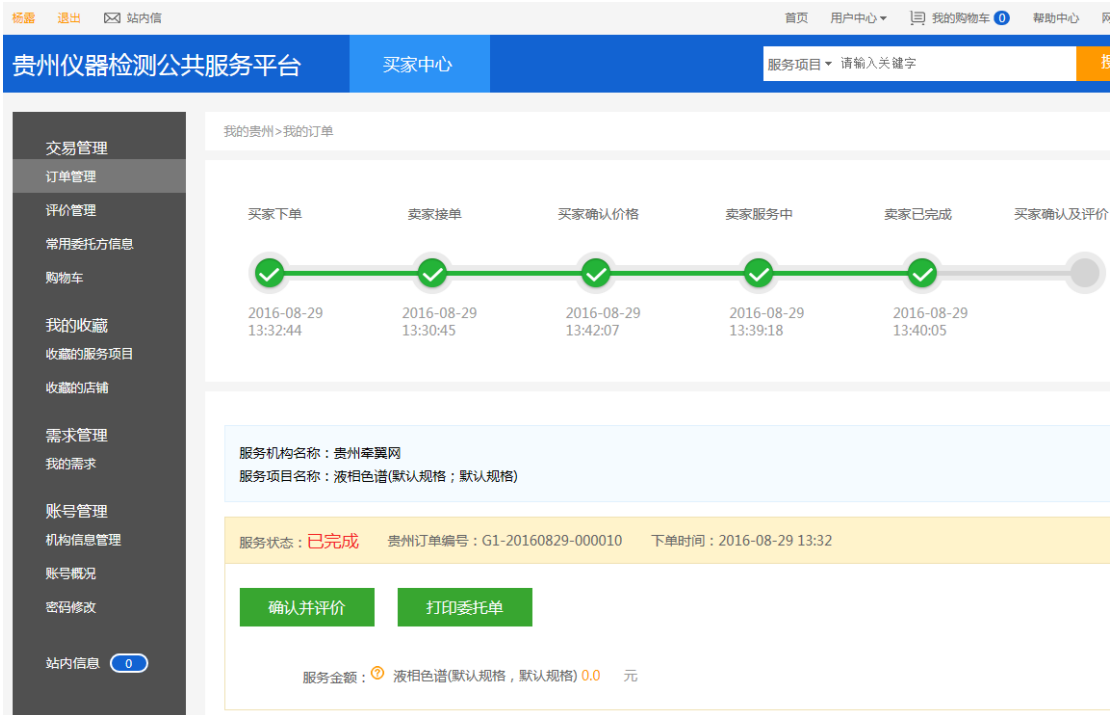 杨露 退出 站内信 首页 用户中心 我的购物车 0 帮助中心
贵州仪器检测公共服务平台 买家中心 服务项目 请输入关键字
我的贵州>我的订单
交易管理
订单管理
评价管理
常用委托方信息
购物车
我的收藏
收藏的服务项目
收藏的店铺
需求管理
我的需求
账号管理
机构信息管理
账号概况
密码修改
站内信息 0
买家下单 卖家接单 买家确认价格 卖家服务中 卖家已完成 买家确认及评价
2016-08-29 2016-08-29 2016-08-29 2016-08-29 2016-08-29
13:32:44 13:30:45 13:42:07 13:39:18 13:40:05
服务机构名称：贵州牵翼网
服务项目名称：液相色谱(默认规格；默认规格)
服务状态：已完成 贵州订单编号：G1-20160829-000010 下单时间：2016-08-29 13:32
确认并评价 打印委托单
服务金额： ? 液相色谱(默认规格，默认规格) 0.0 元